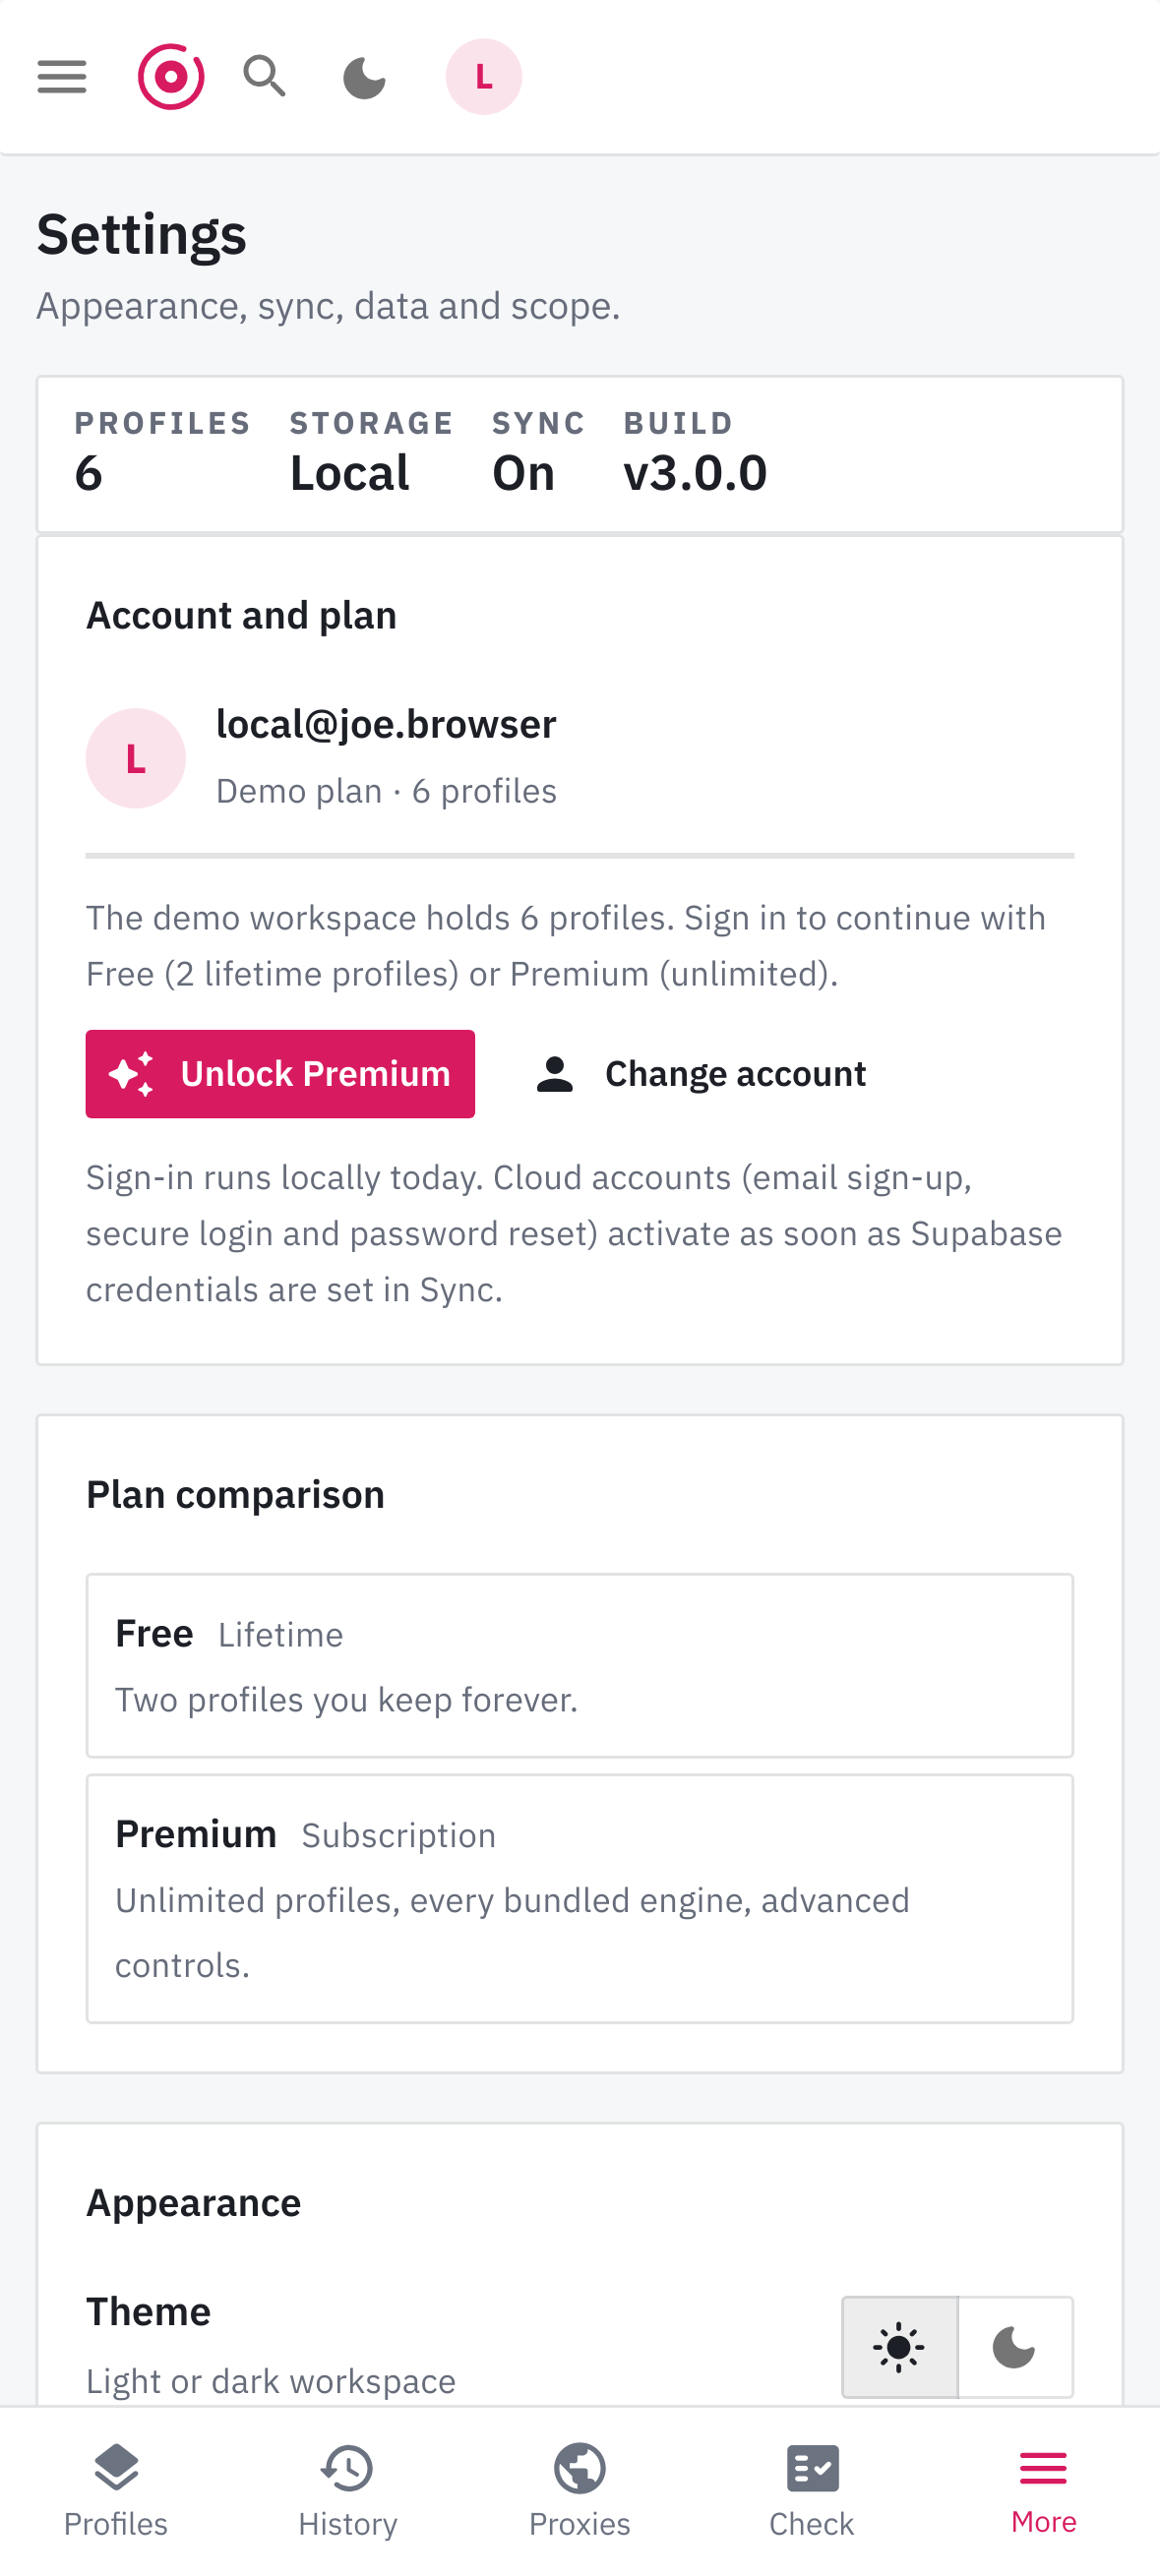 L
Settings
Appearance, sync, data and scope.
PROFILES STORAGE SYNC BUILD
6 Local On v3.0.0
Account and plan
L
local@joe.browser
Demo plan · 6 profiles
The demo workspace holds 6 profiles. Sign in to continue with
Free (2 lifetime profiles) or Premium (unlimited).
Unlock Premium Change account
Sign-in runs locally today. Cloud accounts (email sign-up,
secure login and password reset) activate as soon as Supabase
credentials are set in Sync.
Plan comparison
Free Lifetime
Two profiles you keep forever.
Premium Subscription
Unlimited profiles, every bundled engine, advanced
controls.
Appearance
Theme
Light or dark workspace
Profiles History Proxies Check More